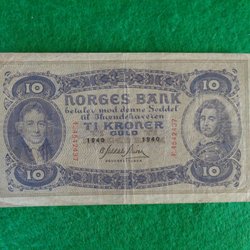 10 NORGES BANK 10
betaler mod denne Seddel
til Ihændehaveren
TI KRONER
GULD
1940 1940
10 10